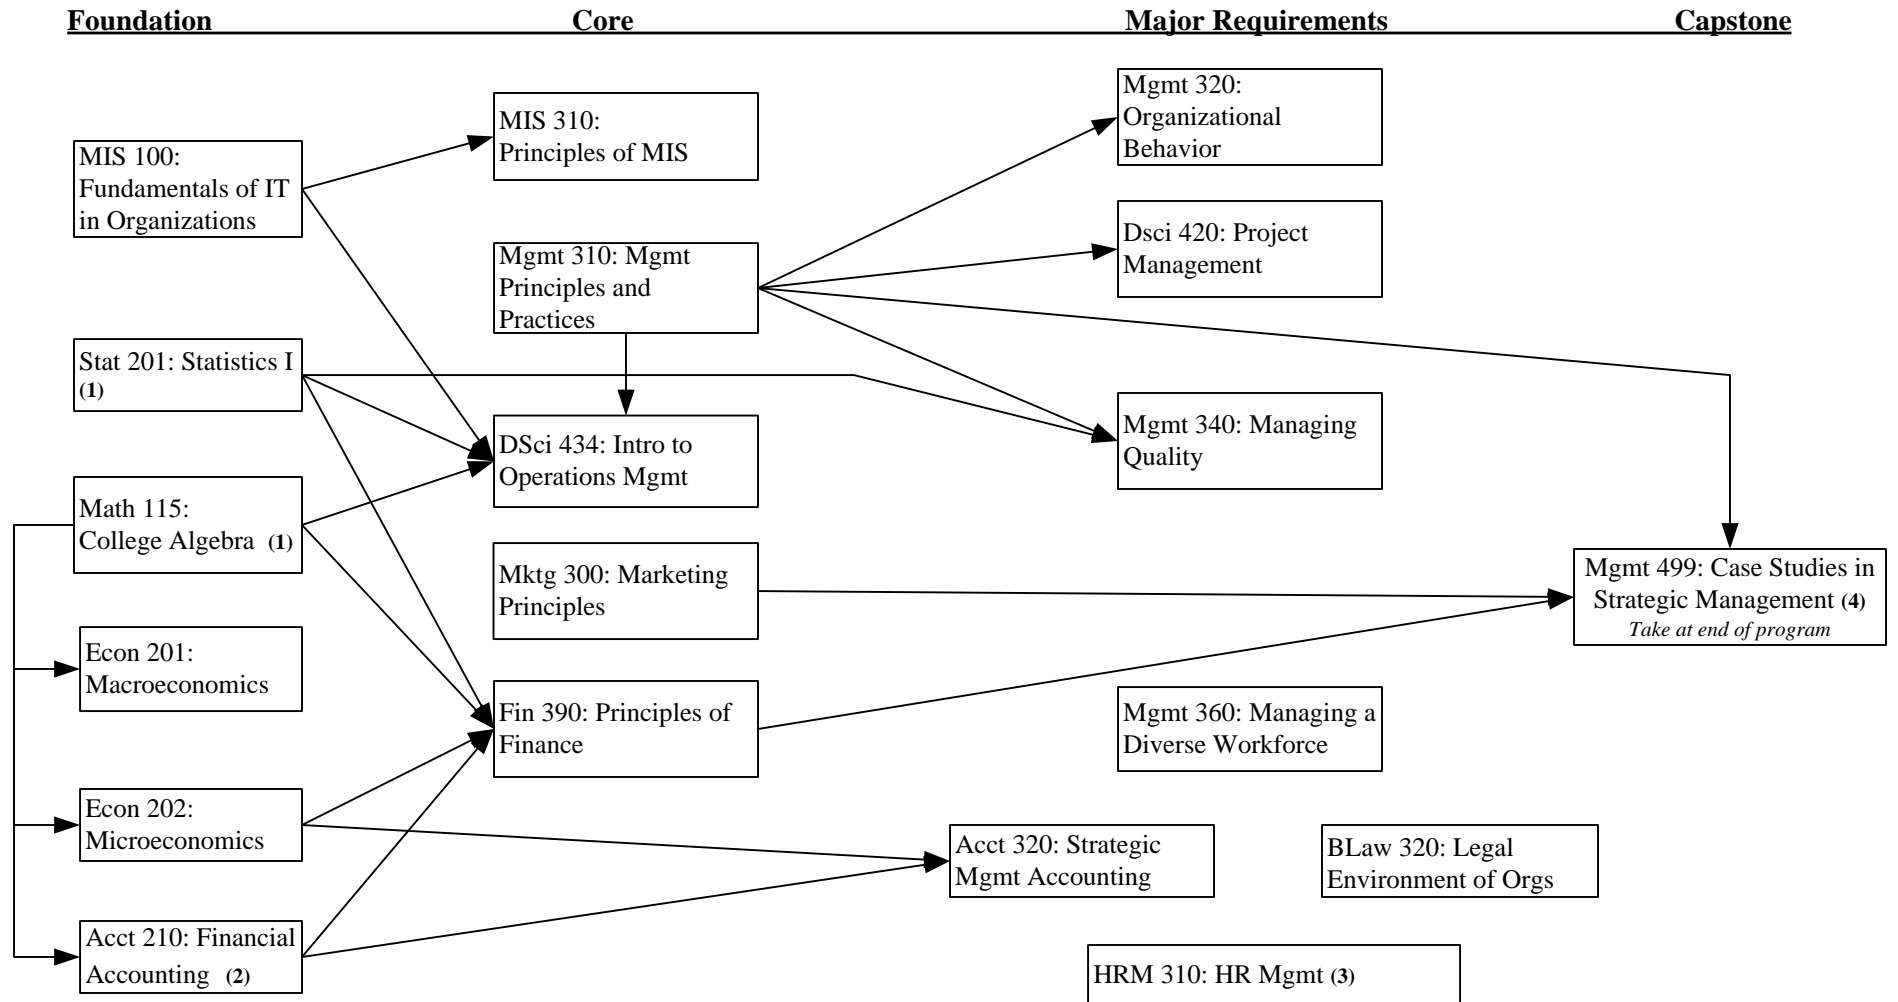 Foundation Core Major Requirements Capstone
MIS 100:
Fundamentals of IT
in Organizations
Stat 201: Statistics I
(1)
Math 115:
College Algebra (1)
Econ 201:
Macroeconomics
Econ 202:
Microeconomics
Acct 210: Financial
Accounting (2)
MIS 310:
Principles of MIS
Mgmt 310: Mgmt
Principles and
Practices
DSci 434: Intro to
Operations Mgmt
Mktg 300: Marketing
Principles
Fin 390: Principles of
Finance
Mgmt 320:
Organizational
Behavior
Dsci 420: Project
Management
Mgmt 340: Managing
Quality
Mgmt 360: Managing a
Diverse Workforce
Acct 320: Strategic
Mgmt Accounting
BLaw 320: Legal
Environment of Orgs
HRM 310: HR Mgmt (3)
Mgmt 499: Case Studies in
Strategic Management (4)
Take at end of program